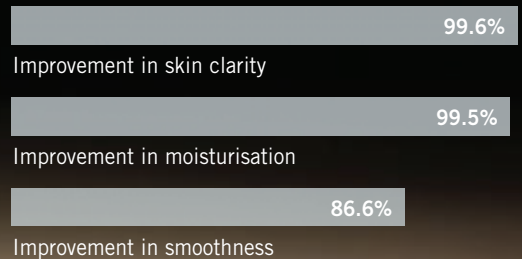 99.6%
Improvement in skin clarity
99.5%
Improvement in moisturisation
86.6%
Improvement in smoothness